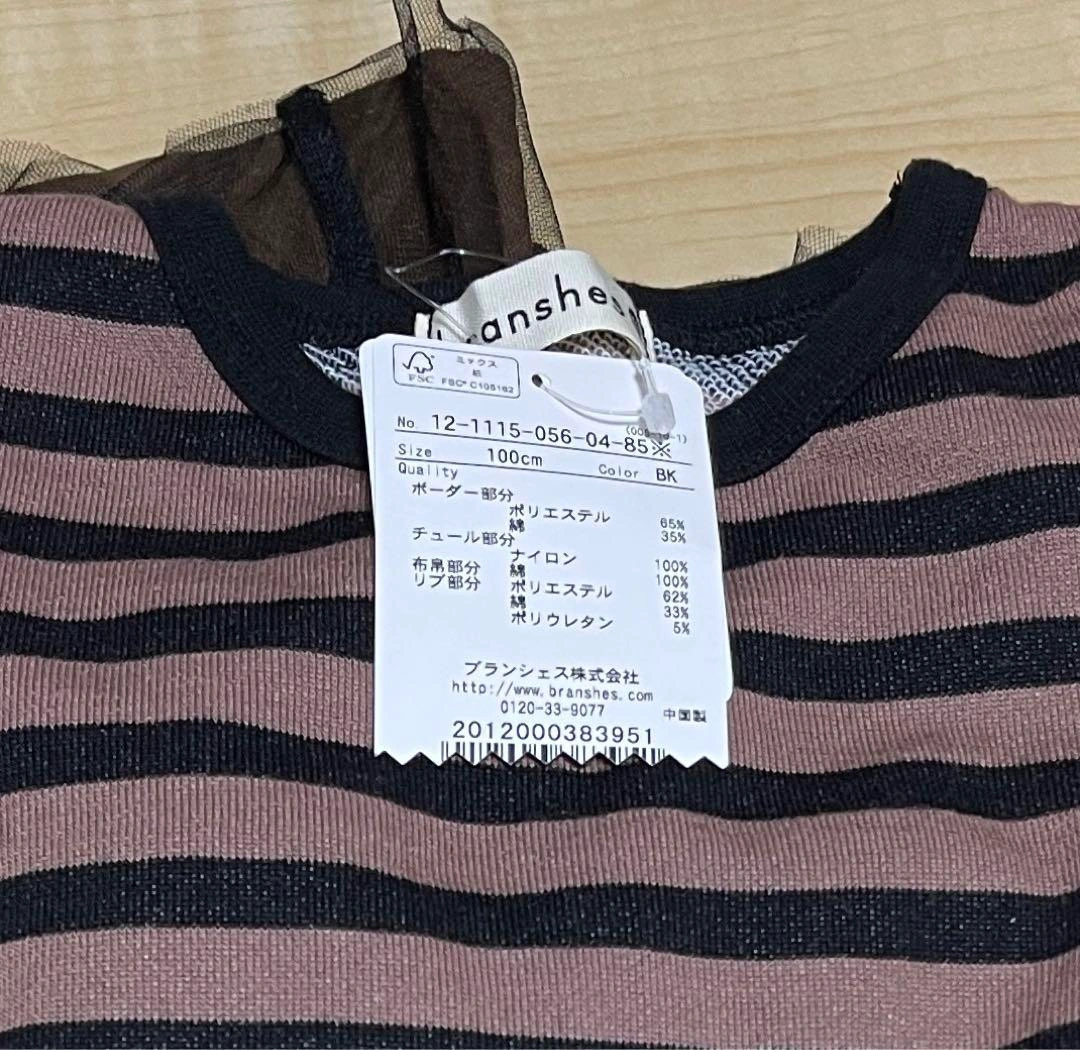 branshes
ミックス
紙
FSC FSC® C105162
No. 12-1115-056-04-85※
Size 100cm Color BK
Quality
ボーダー部分
ポリエステル 65%
綿 35%
チュール部分
ナイロン 100%
布帛部分 綿 100%
リブ部分 ポリエステル 62%
綿 33%
ポリウレタン 5%
ブランシェス株式会社
http://www.branshes.com
0120-33-9077 中国製
2012000383951